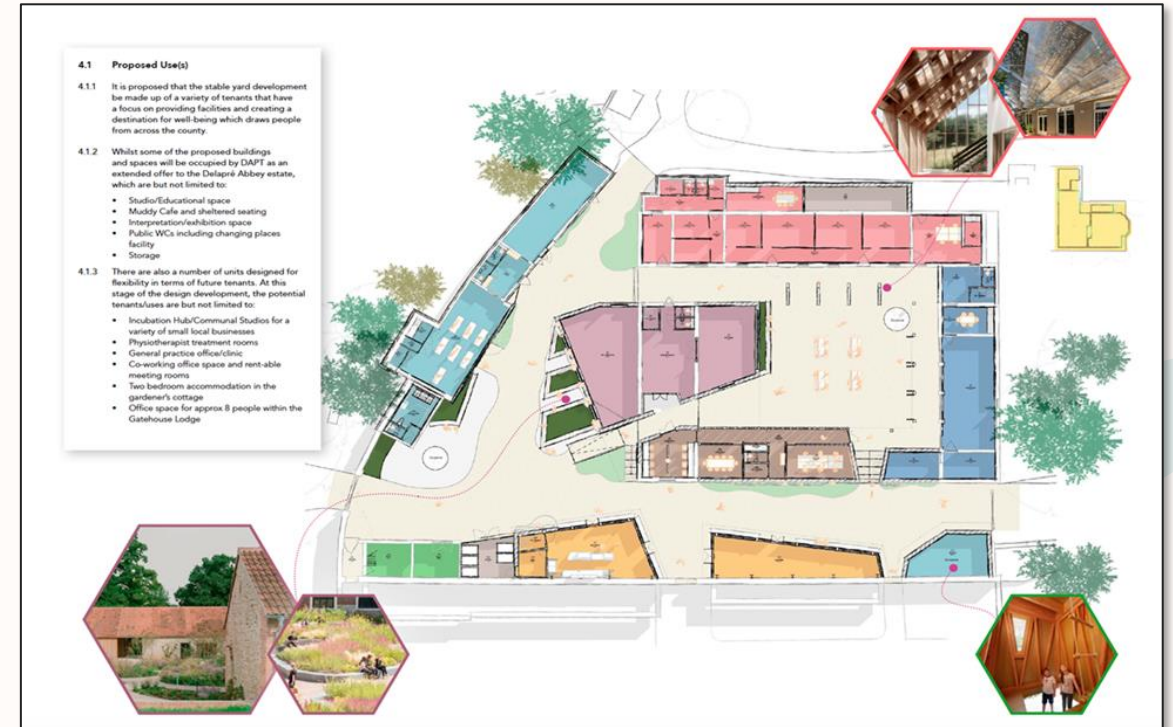 4.1 Proposed Use(s)
4.1.1 It is proposed that the stable yard development
be made up of a variety of tenants that have
a focus on providing facilities and creating a
destination for well-being which draws people
from across the county.
4.1.2 Whilst some of the proposed buildings
and spaces will be occupied by DAPT as an
extended offer to the Delapré Abbey estate,
which are but not limited to:
• Studio/Educational space
• Muddy Cafe and sheltered seating
• Interpretation/exhibition space
• Public WCs including changing places
facility
• Storage
4.1.3 There are also a number of units designed for
flexibility in terms of future tenants. At this
stage of the design development, the potential
tenants/uses are but not limited to:
• Incubation Hub/Communal Studios for a
variety of small local businesses
• Physiotherapist treatment rooms
• General practice office/clinic
• Co-working office space and rent-able
meeting rooms
• Two bedroom accommodation in the
gardener's cottage
• Office space for approx 8 people within the
Gatehouse Lodge